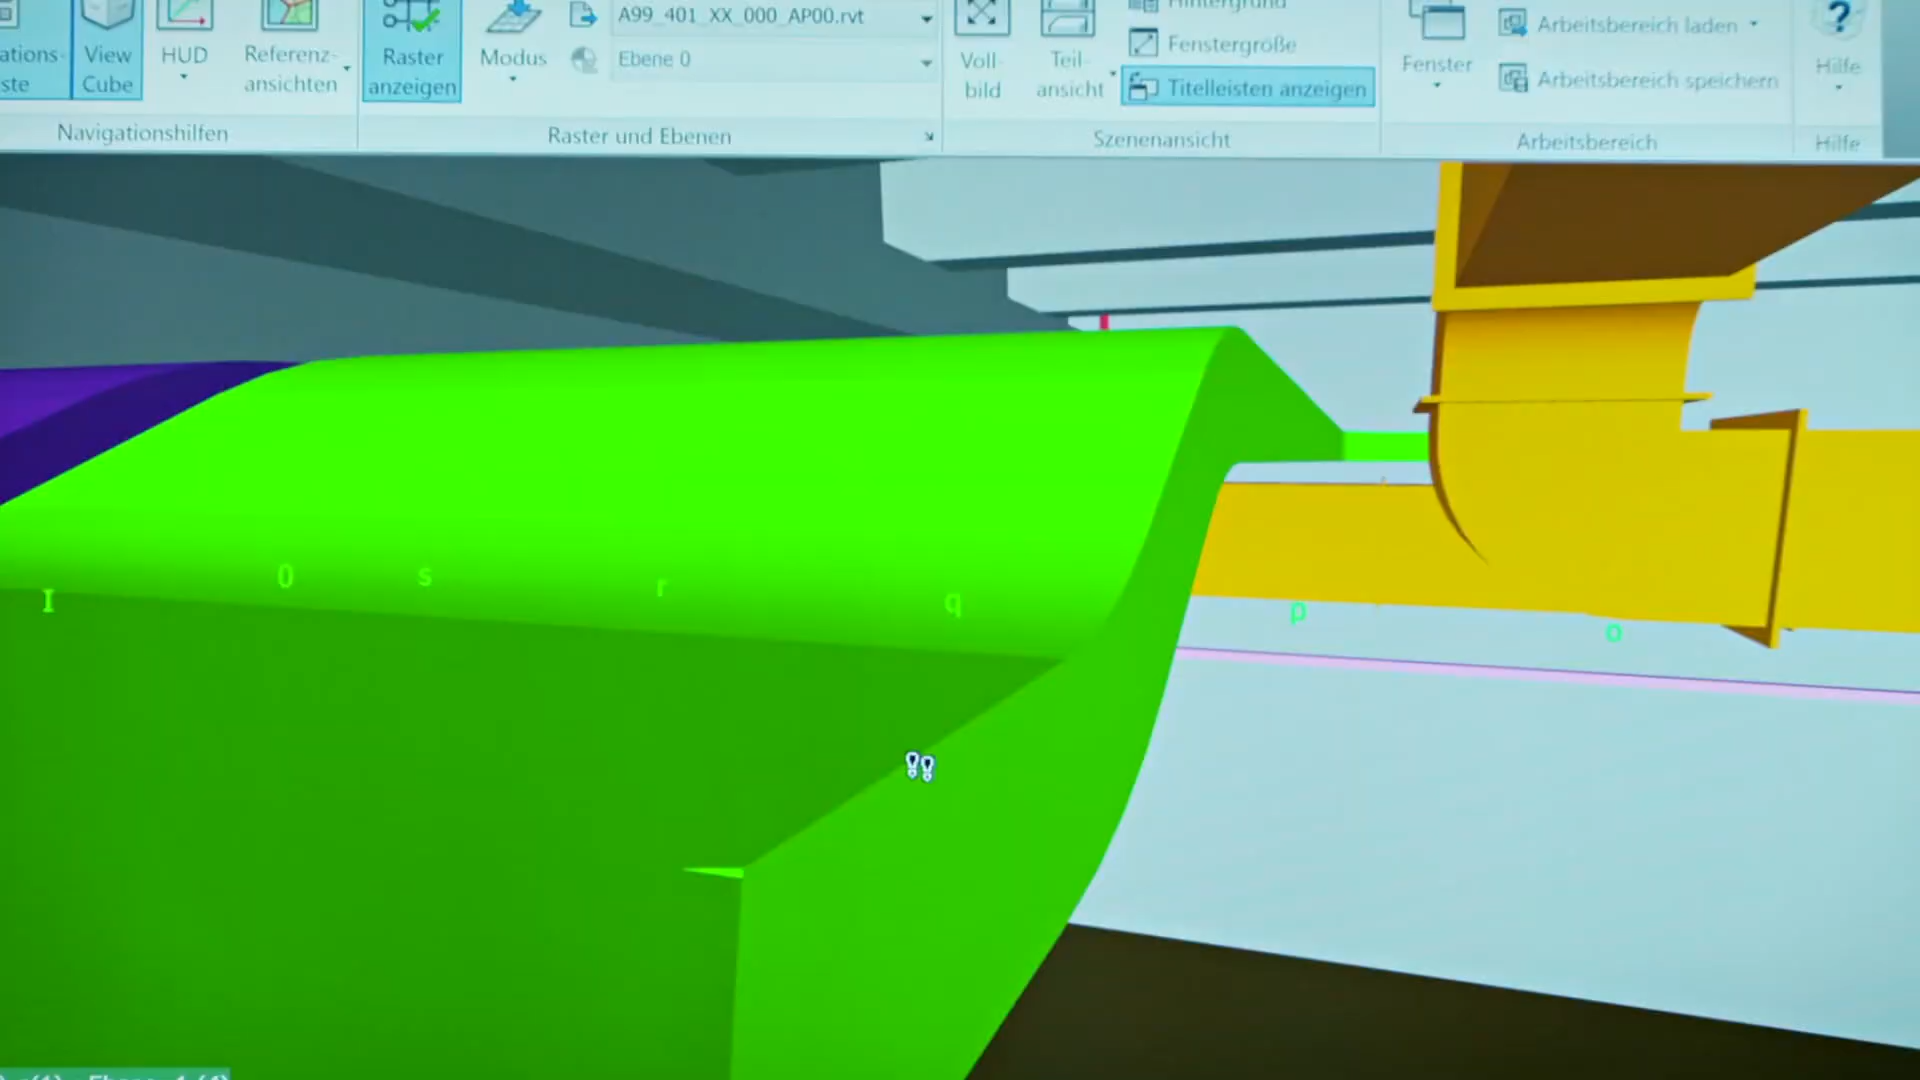 ations-
ste
View
Cube
HUD
Referenz-
ansichten
Navigationshilfen
Raster
anzeigen
Modus
A99_401_XX_000_AP00.rvt
Ebene 0
Raster und Ebenen
Voll-
bild
Teil-
ansicht
Hintergrund
Fenstergröße
Titelleisten anzeigen
Szenenansicht
Fenster
Arbeitsbereich laden
Arbeitsbereich speichern
Arbeitsbereich
?
Hilfe
Hilfe
I 0 s r q p o